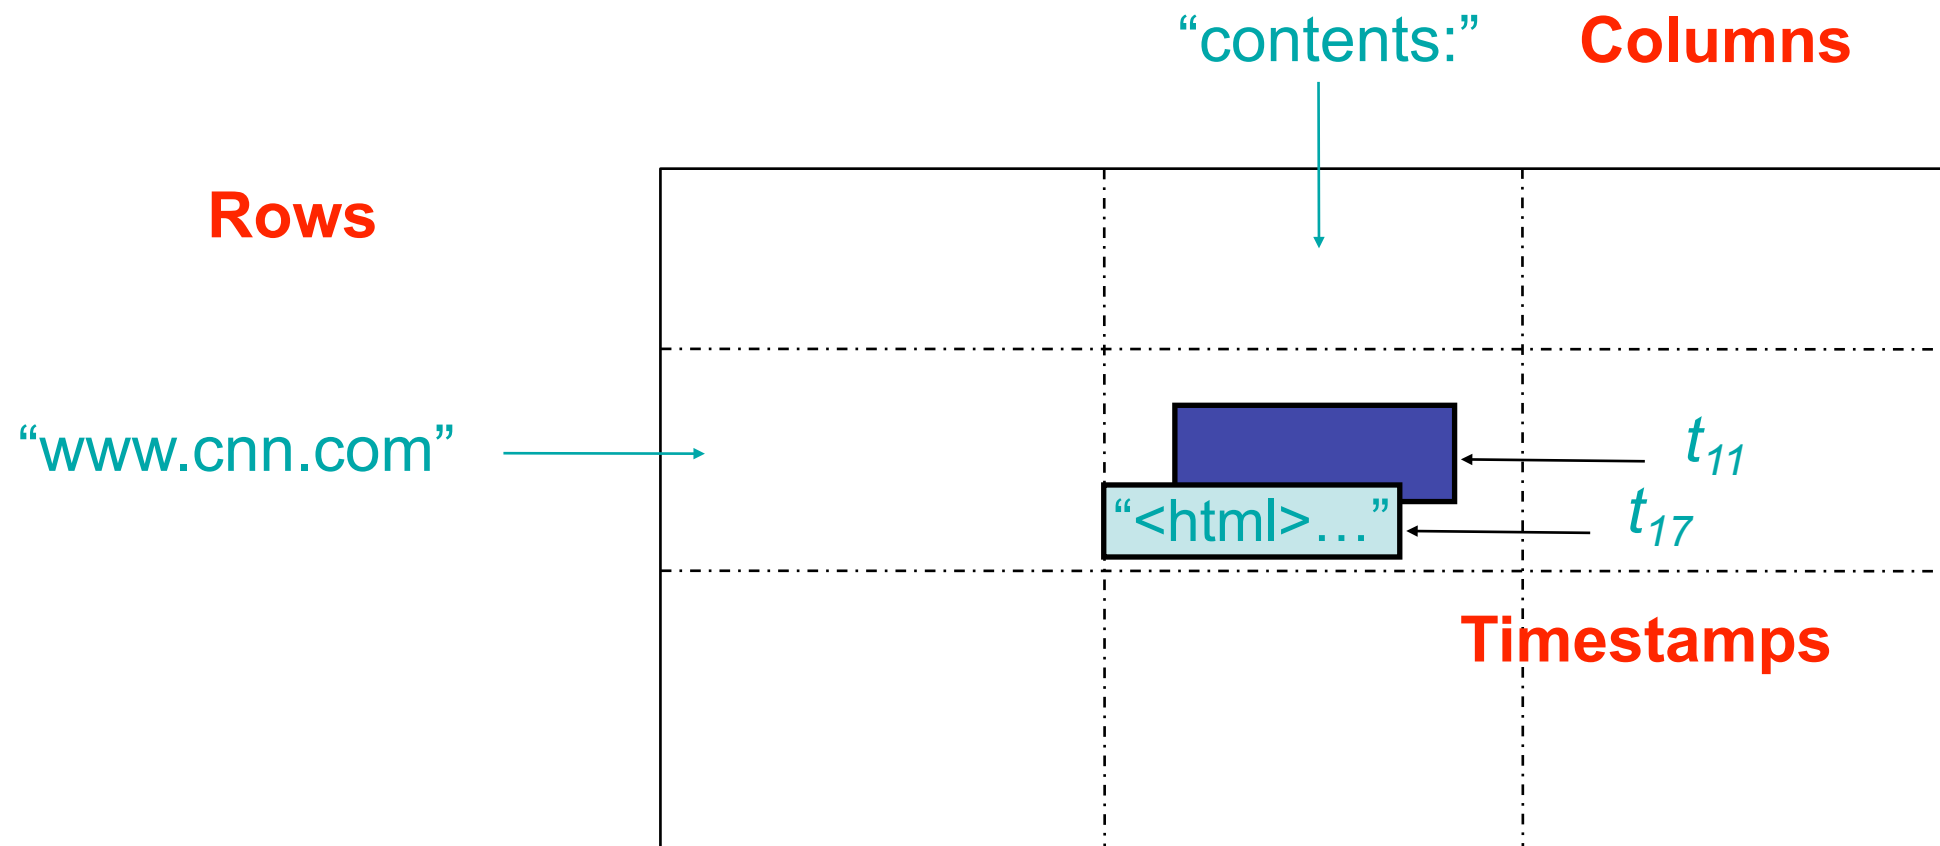 “contents:”
Columns
Rows
“www.cnn.com”
t11
“<html>…”
t17
Timestamps